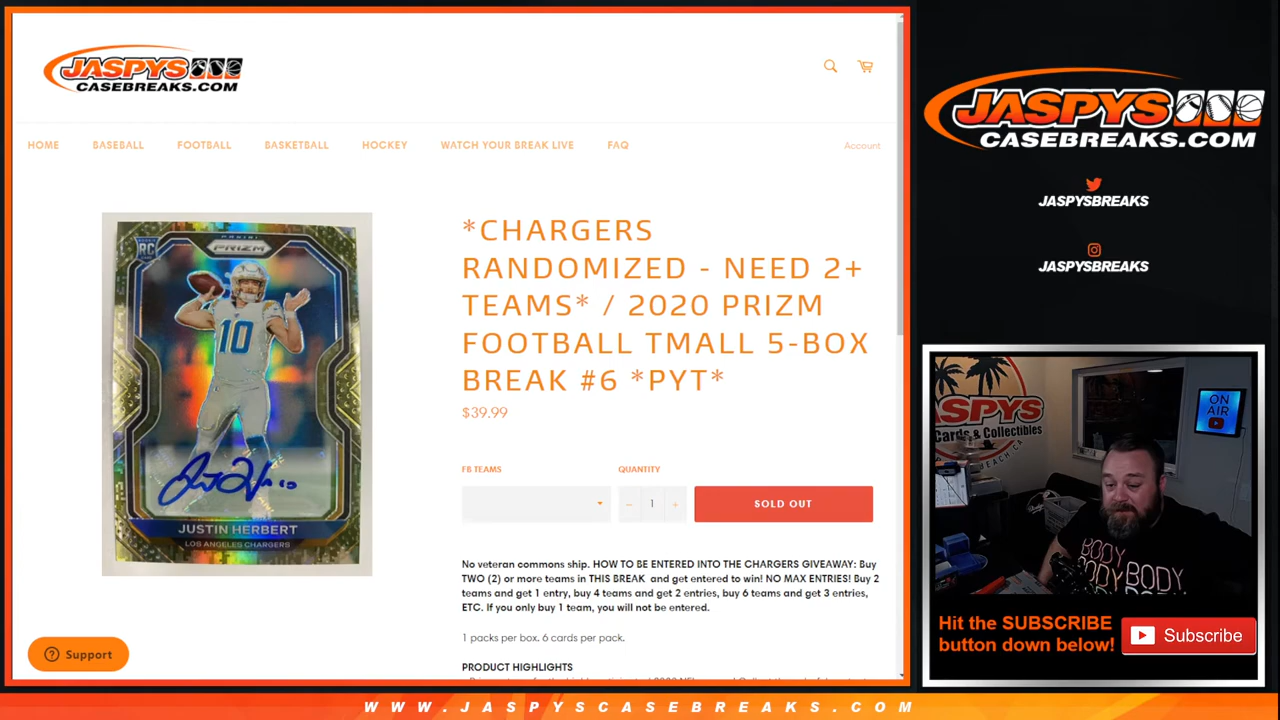 JASPYS
CASEBREAKS.COM
HOME BASEBALL FOOTBALL BASKETBALL HOCKEY WATCH YOUR BREAK LIVE FAQ Account
RC
PRIZM
10
JUSTIN HERBERT
LOS ANGELES CHARGERS
*CHARGERS
RANDOMIZED - NEED 2+
TEAMS* / 2020 PRIZM
FOOTBALL TMALL 5-BOX
BREAK #6 *PYT*
$39.99
FB TEAMS QUANTITY
− 1 + SOLD OUT
No veteran commons ship. HOW TO BE ENTERED INTO THE CHARGERS GIVEAWAY: Buy
TWO (2) or more teams in THIS BREAK and get entered to win! NO MAX ENTRIES! Buy 2
teams and get 1 entry, buy 4 teams and get 2 entries, buy 6 teams and get 3 entries,
ETC. If you only buy 1 team, you will not be entered.
1 packs per box. 6 cards per pack.
PRODUCT HIGHLIGHTS
Support
JASPYS
CASEBREAKS.COM
JASPYSBREAKS
JASPYSBREAKS
JASPYS
Cards & Collectibles
ON
AIR
BODY
BODY BODY
Hit the SUBSCRIBE
button down below!
Subscribe
WWW.JASPYSCASEBREAKS.COM